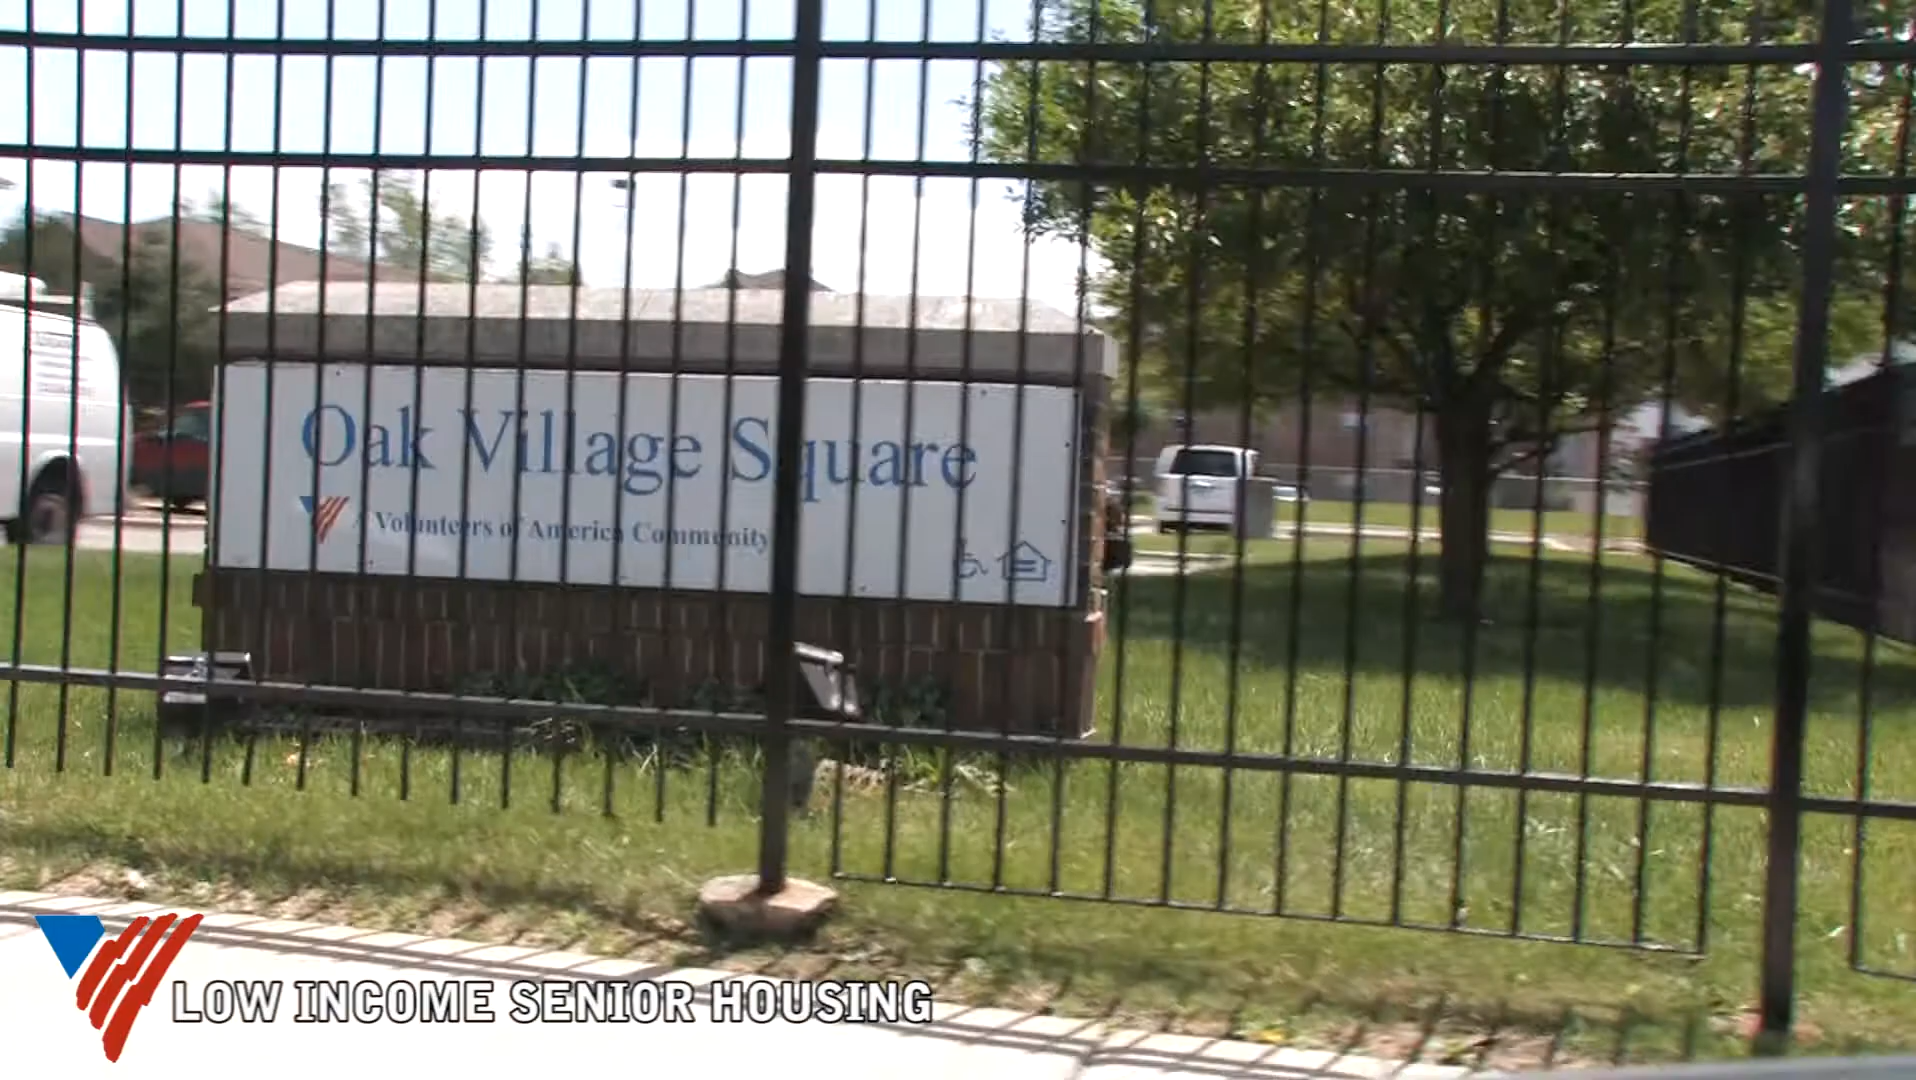 Oak Village Square
Volunteers of America Community
LOW INCOME SENIOR HOUSING